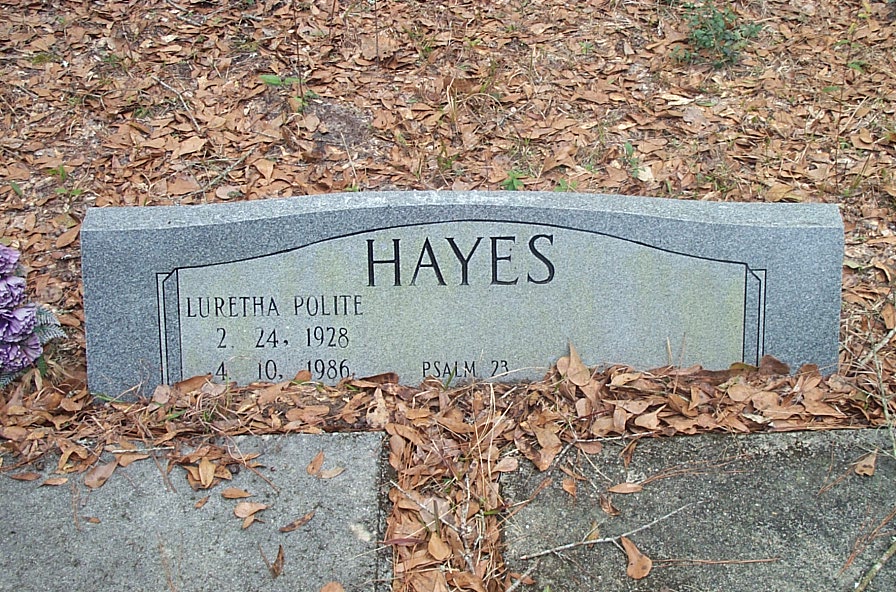 HAYES
LURETHA POLITE
2. 24, 1928
4. 10, 1986
PSALM 23